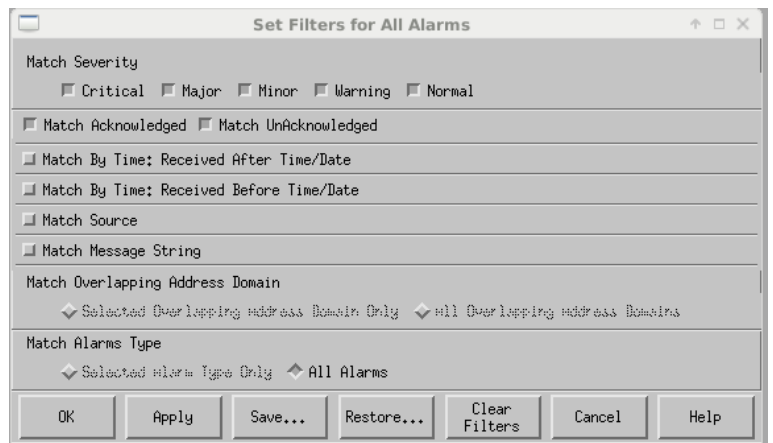 Set Filters for All Alarms
Match Severity
Critical Major Minor Warning Normal
Match Acknowledged Match UnAcknowledged
Match By Time: Received After Time/Date
Match By Time: Received Before Time/Date
Match Source
Match Message String
Match Overlapping Address Domain
Selected Overlapping Address Domain Only All Overlapping Address Domains
Match Alarms Type
Selected Alarm Type Only All Alarms
OK Apply Save... Restore... Clear Filters Cancel Help